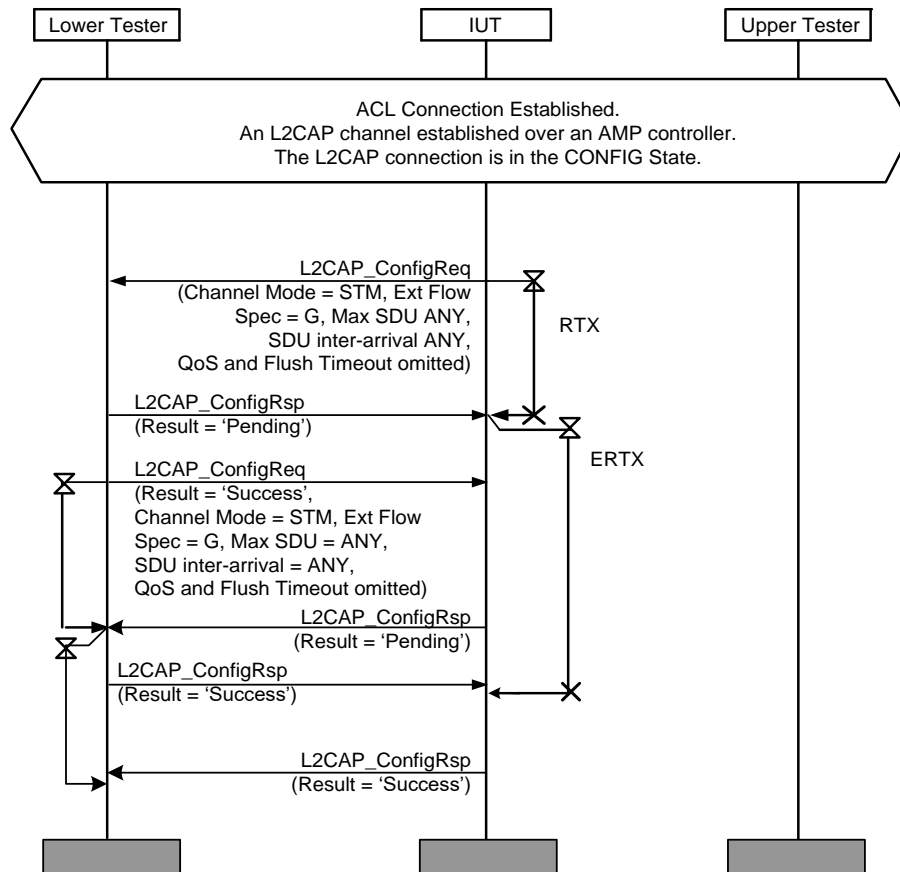 Lower Tester
IUT
Upper Tester
ACL Connection Established.
An L2CAP channel established over an AMP controller.
The L2CAP connection is in the CONFIG State.
L2CAP_ConfigReq
(Channel Mode = STM, Ext Flow
Spec = G, Max SDU ANY,
SDU inter-arrival ANY,
QoS and Flush Timeout omitted)
RTX
L2CAP_ConfigRsp
(Result = ‘Pending’)
ERTX
L2CAP_ConfigReq
(Result = ‘Success’,
Channel Mode = STM, Ext Flow
Spec = G, Max SDU = ANY,
SDU inter-arrival = ANY,
QoS and Flush Timeout omitted)
L2CAP_ConfigRsp
(Result = ‘Pending’)
L2CAP_ConfigRsp
(Result = ‘Success’)
L2CAP_ConfigRsp
(Result = ‘Success’)